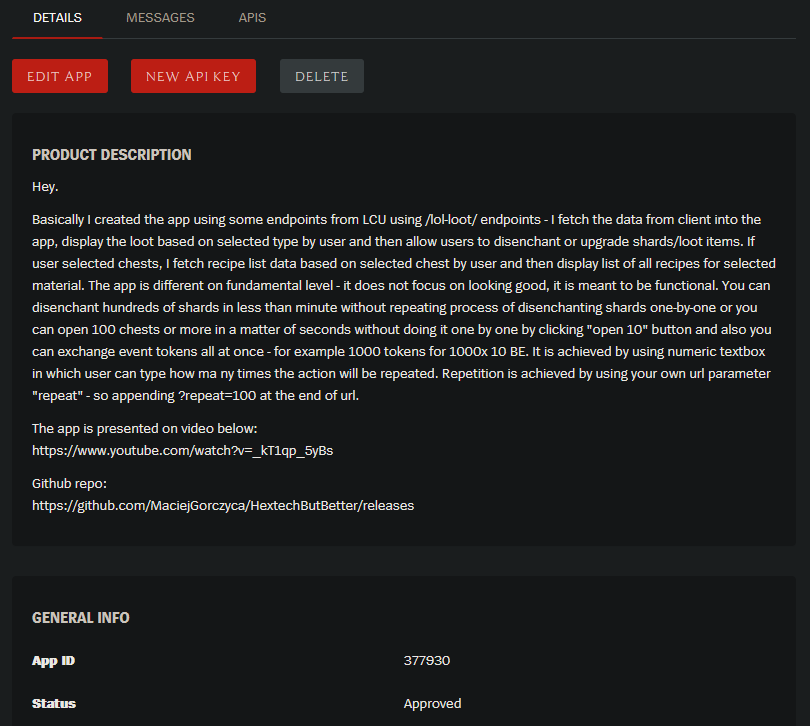 DETAILS MESSAGES APIS
EDIT APP NEW API KEY DELETE
PRODUCT DESCRIPTION
Hey.
Basically I created the app using some endpoints from LCU using /lol-loot/ endpoints - I fetch the data from client into the
app, display the loot based on selected type by user and then allow users to disenchant or upgrade shards/loot items. If
user selected chests, I fetch recipe list data based on selected chest by user and then display list of all recipes for selected
material. The app is different on fundamental level - it does not focus on looking good, it is meant to be functional. You can
disenchant hundreds of shards in less than minute without repeating process of disenchanting shards one-by-one or you
can open 100 chests or more in a matter of seconds without doing it one by one by clicking "open 10" button and also you
can exchange event tokens all at once - for example 1000 tokens for 1000x 10 BE. It is achieved by using numeric textbox
in which user can type how ma ny times the action will be repeated. Repetition is achieved by using your own url parameter
"repeat" - so appending ?repeat=100 at the end of url.
The app is presented on video below:
https://www.youtube.com/watch?v=_kT1qp_5yBs
Github repo:
https://github.com/MaciejGorczyca/HextechButBetter/releases
GENERAL INFO
App ID 377930
Status Approved